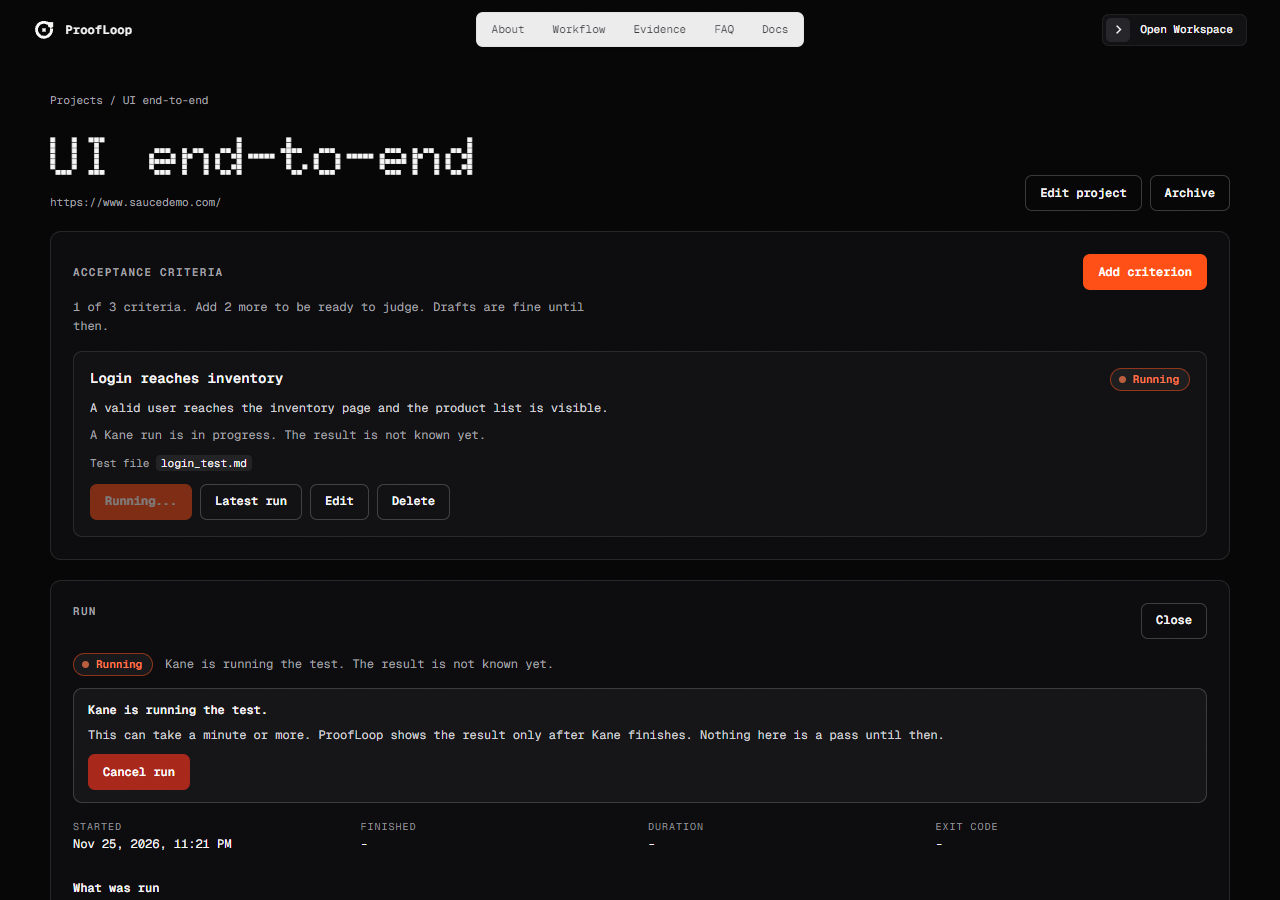 ProofLoop
About Workflow Evidence FAQ Docs
Open Workspace
Projects / UI end-to-end
UI end-to-end
https://www.saucedemo.com/
Edit project Archive
ACCEPTANCE CRITERIA
Add criterion
1 of 3 criteria. Add 2 more to be ready to judge. Drafts are fine until
then.
Login reaches inventory
Running
A valid user reaches the inventory page and the product list is visible.
A Kane run is in progress. The result is not known yet.
Test file login_test.md
Running... Latest run Edit Delete
RUN
Close
Running Kane is running the test. The result is not known yet.
Kane is running the test.
This can take a minute or more. ProofLoop shows the result only after Kane finishes. Nothing here is a pass until then.
Cancel run
STARTED FINISHED DURATION EXIT CODE
Nov 25, 2026, 11:21 PM - - -
What was run